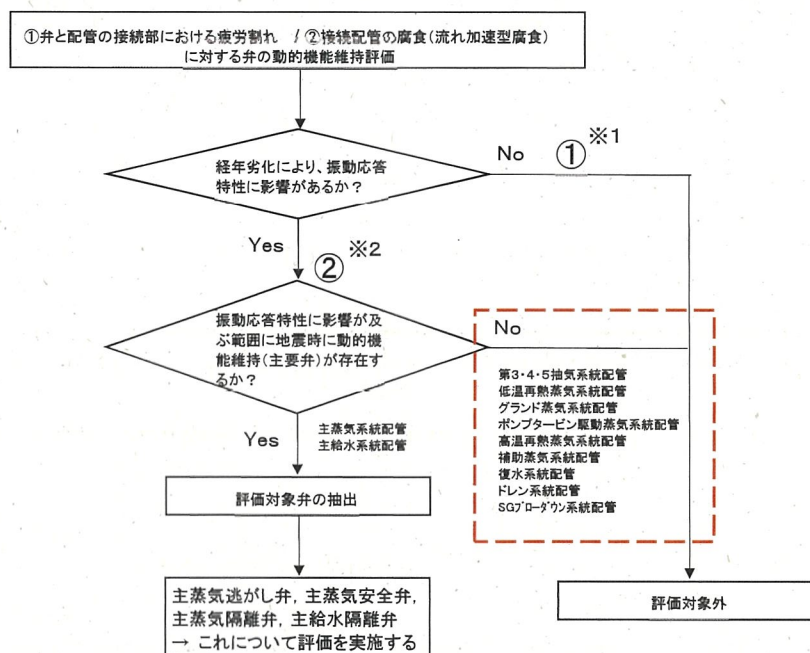 ①弁と配管の接続部における疲労割れ /②接続配管の腐食(流れ加速型腐食)
に対する弁の動的機能維持評価
経年劣化により、振動応答
特性に影響があるか？
No
①
※1
Yes
②
※2
振動応答特性に影響が及
ぶ範囲に地震時に動的機
能維持(主要弁)が存在す
るか？
No
第3・4・5抽気系統配管
低温再熱蒸気系統配管
グランド蒸気系統配管
ポンプタービン駆動蒸気系統配管
高温再熱蒸気系統配管
補助蒸気系統配管
復水系統配管
ドレン系統配管
SGブローダウン系統配管
Yes
主蒸気系統配管
主給水系統配管
評価対象弁の抽出
主蒸気逃がし弁, 主蒸気安全弁,
主蒸気隔離弁, 主給水隔離弁
→ これについて評価を実施する
評価対象外